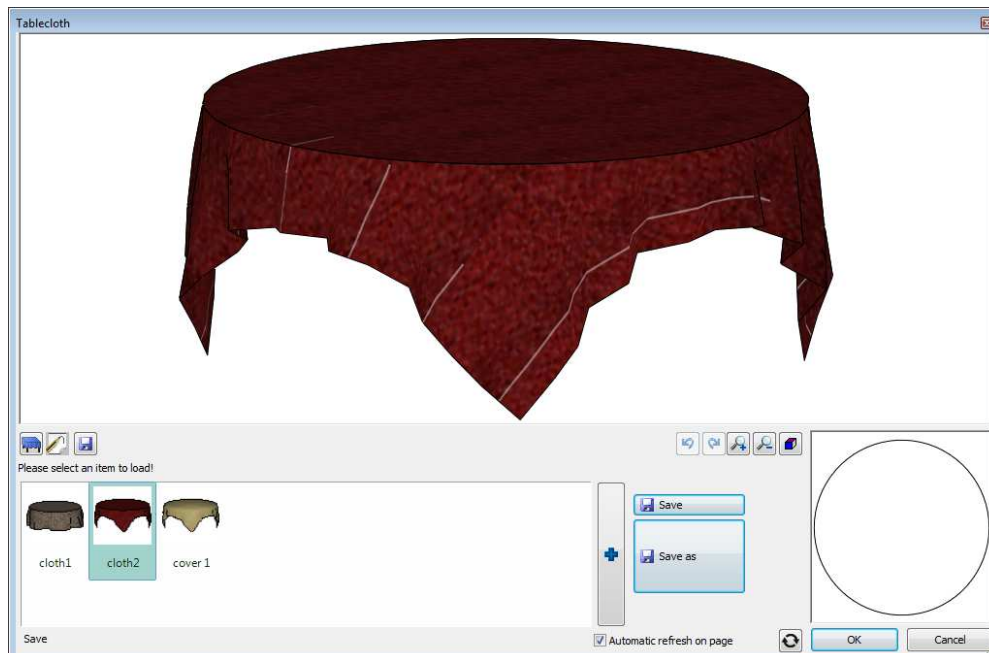 Tablecloth
Please select an item to load!
cloth1
cloth2
cover 1
Save
Save as
Save
Automatic refresh on page
OK
Cancel